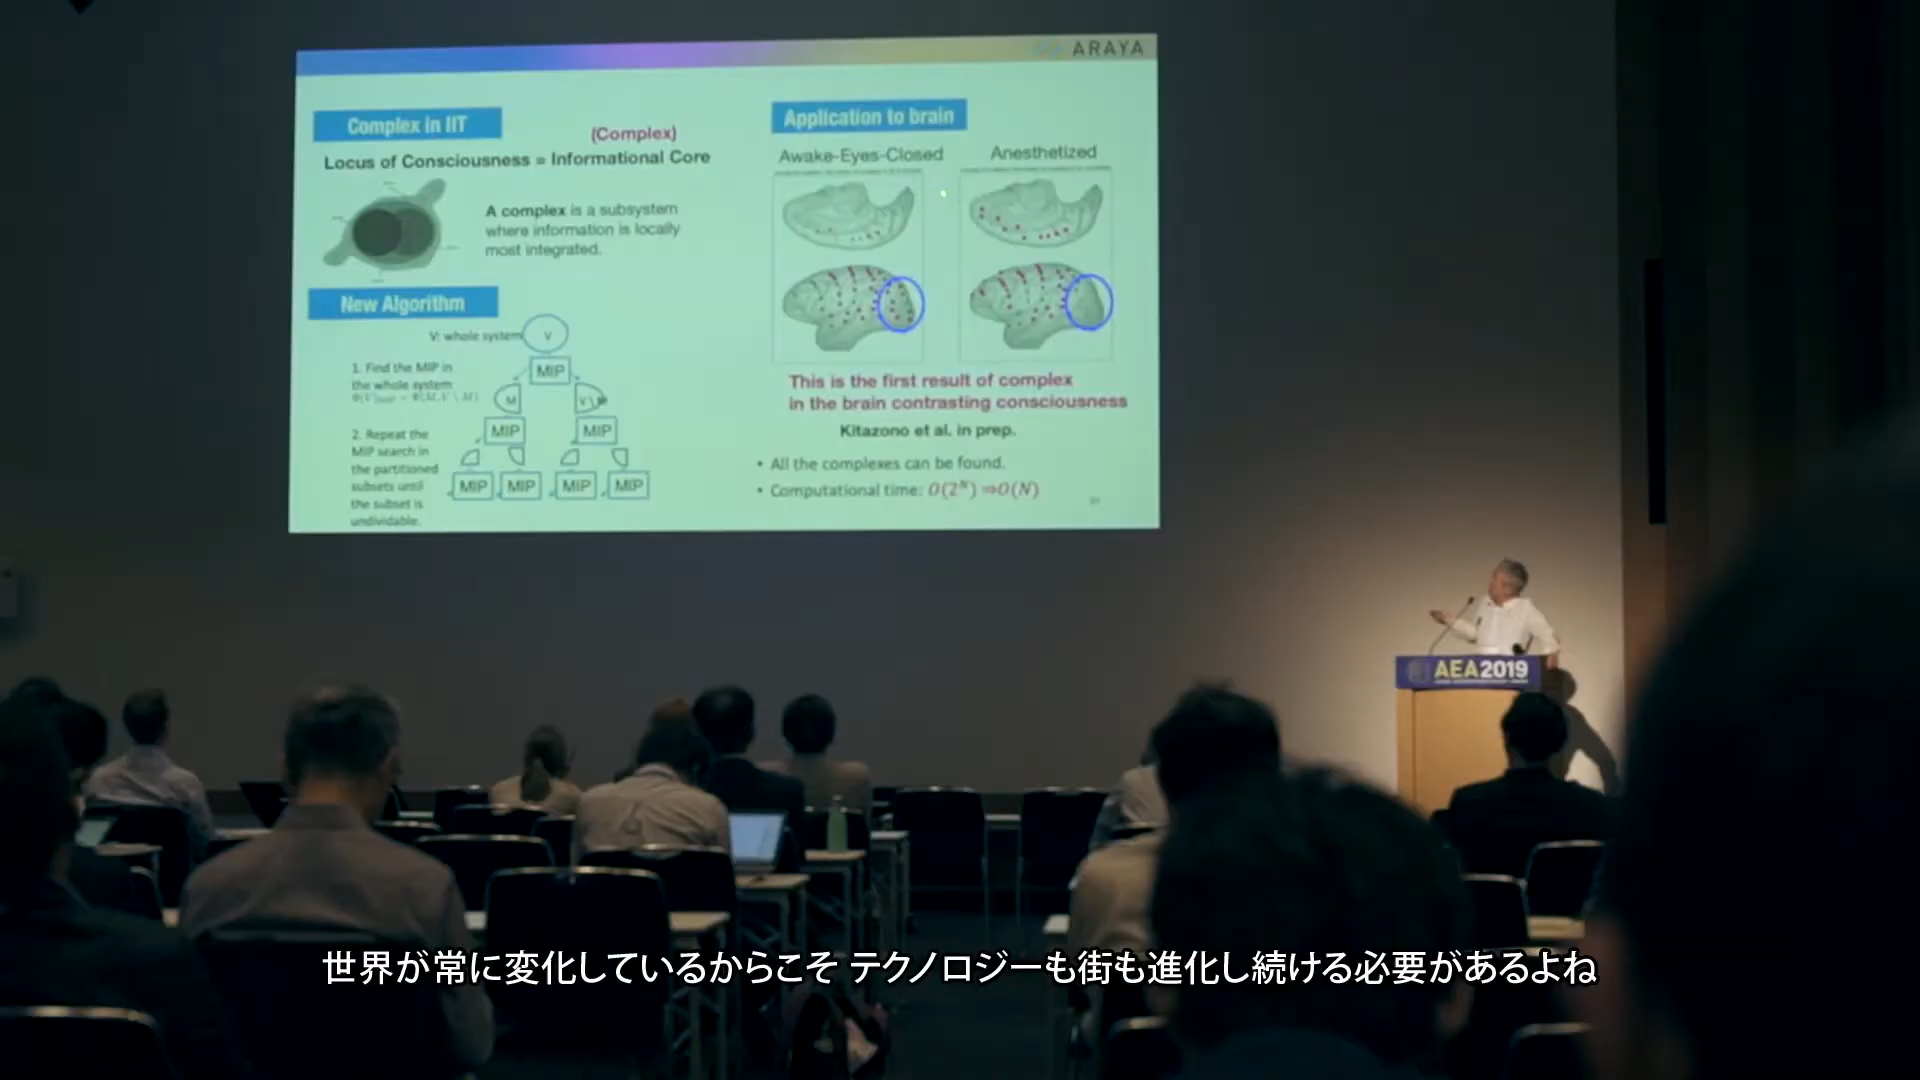 ARAYA
Complex in IIT
(Complex)
Locus of Consciousness = Informational Core
A complex is a subsystem
where information is locally
most integrated.
New Algorithm
V: whole system
V
1. Find the MIP in
the whole system
MIP
M
V\M
2. Repeat the
MIP search in
the partitioned
subsets until
the subset is
undividable.
MIP MIP
MIP MIP MIP MIP
Application to brain
Awake-Eyes-Closed Anesthetized
This is the first result of complex
in the brain contrasting consciousness
Kitazono et al. in prep.
• All the complexes can be found.
• Computational time: O(2^N) ⇒O(N)
AEA2019
世界が常に変化しているからこそ テクノロジーも街も進化し続ける必要があるよね